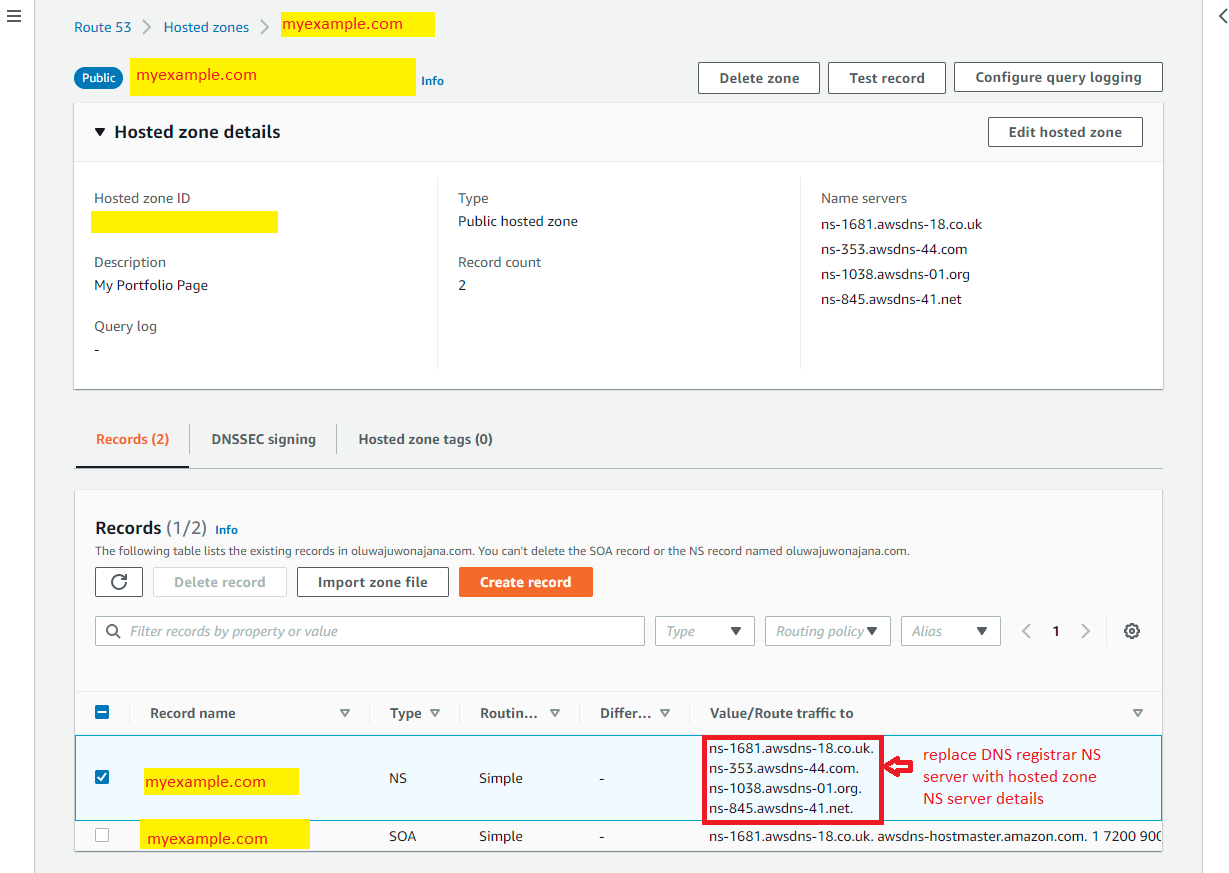 Route 53 > Hosted zones > myexample.com
Public myexample.com Info Delete zone Test record Configure query logging
Hosted zone details Edit hosted zone
Hosted zone ID
Description
My Portfolio Page
Query log
-
Type
Public hosted zone
Record count
2
Name servers
ns-1681.awsdns-18.co.uk
ns-353.awsdns-44.com
ns-1038.awsdns-01.org
ns-845.awsdns-41.net
Records (2) DNSSEC signing Hosted zone tags (0)
Records (1/2) Info
The following table lists the existing records in oluwajuwonajana.com. You can't delete the SOA record or the NS record named oluwajuwonajana.com.
Delete record Import zone file Create record
Filter records by property or value Type Routing policy Alias 1
Record name Type Routin... Differ... Value/Route traffic to
myexample.com NS Simple -
ns-1681.awsdns-18.co.uk.
ns-353.awsdns-44.com.
ns-1038.awsdns-01.org.
ns-845.awsdns-41.net.
replace DNS registrar NS
server with hosted zone
NS server details
myexample.com SOA Simple - ns-1681.awsdns-18.co.uk. awsdns-hostmaster.amazon.com. 1 7200 900